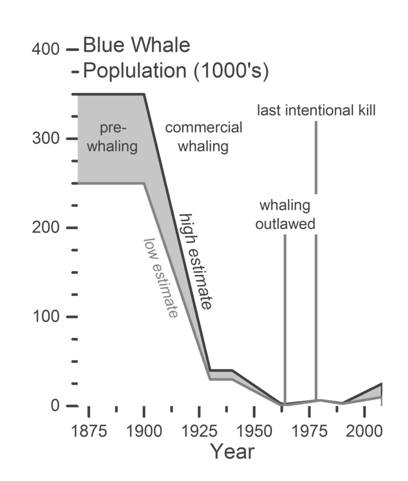 Blue Whale
Poplulation (1000's)
400
300
200
100
0
last intentional kill
pre-
whaling
commercial
whaling
whaling
outlawed
high estimate
low estimate
1875 1900 1925 1950 1975 2000
Year